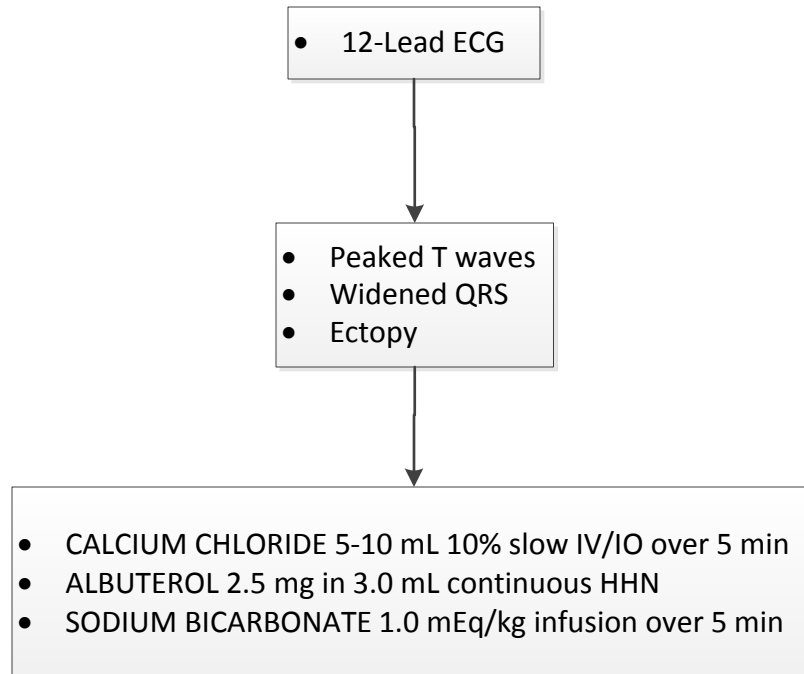 • 12-Lead ECG
• Peaked T waves
• Widened QRS
• Ectopy
• CALCIUM CHLORIDE 5-10 mL 10% slow IV/IO over 5 min
• ALBUTEROL 2.5 mg in 3.0 mL continuous HHN
• SODIUM BICARBONATE 1.0 mEq/kg infusion over 5 min